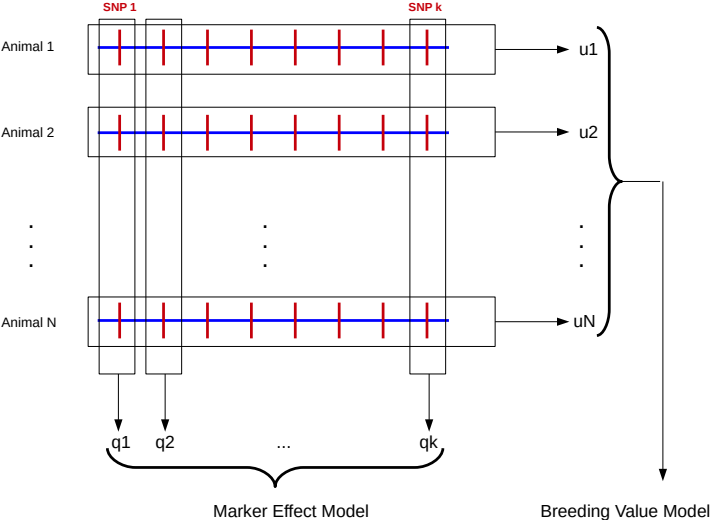 SNP 1
SNP k
Animal 1
u1
Animal 2
u2
.
.
.
.
.
.
.
.
.
Animal N
uN
q1
q2
...
qk
Marker Effect Model
Breeding Value Model